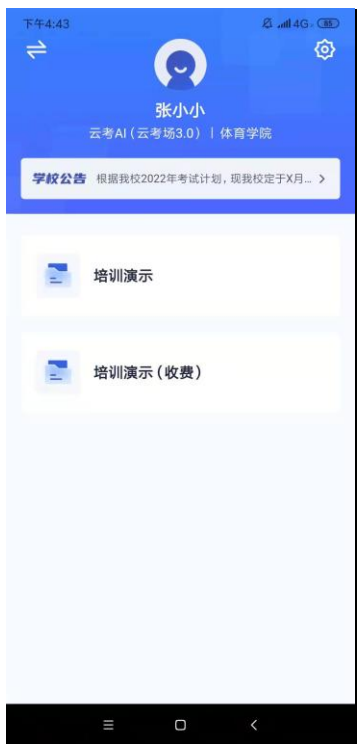 下午4:43 4G 85
张小小
云考AI（云考场3.0）｜体育学院
学校公告 根据我校2022年考试计划，现我校定于X月...
培训演示
培训演示（收费）